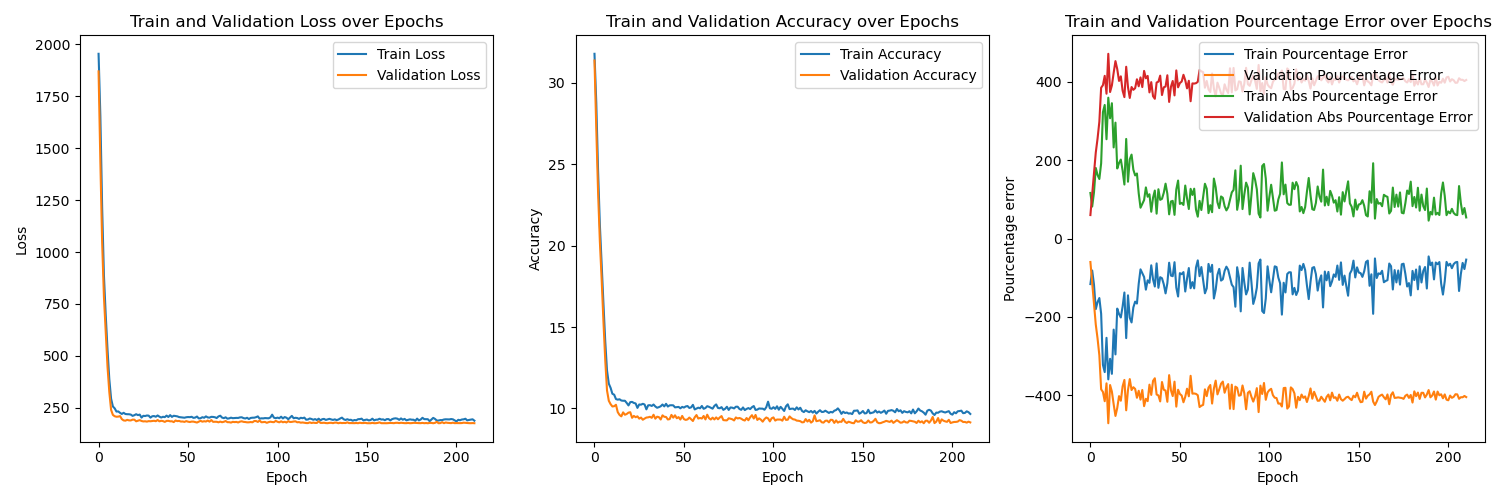 Train and Validation Loss over Epochs
Train Loss
Validation Loss
2000
1750
1500
1250
1000
750
500
250
Loss
0
50
100
150
200
Epoch
Train and Validation Accuracy over Epochs
Train Accuracy
Validation Accuracy
30
25
20
15
10
Accuracy
0
50
100
150
200
Epoch
Train and Validation Pourcentage Error over Epochs
Train Pourcentage Error
Validation Pourcentage Error
Train Abs Pourcentage Error
Validation Abs Pourcentage Error
400
200
0
−200
−400
Pourcentage error
0
50
100
150
200
Epoch